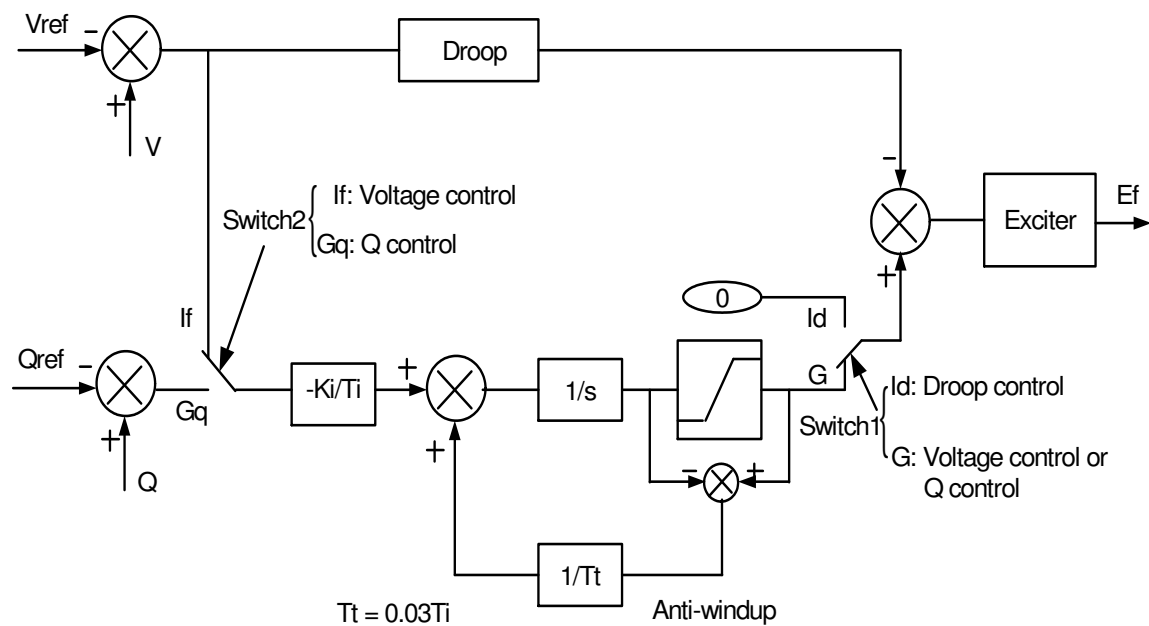 Vref
-
+
V
Droop
-
+
Exciter
Ef
Switch2
If: Voltage control
Gq: Q control
If
Qref
-
Gq
+
Q
-Ki/Ti
+
+
1/s
0
Id
G
Switch1
Id: Droop control
G: Voltage control or
Q control
-
+
1/Tt
Tt = 0.03Ti
Anti-windup